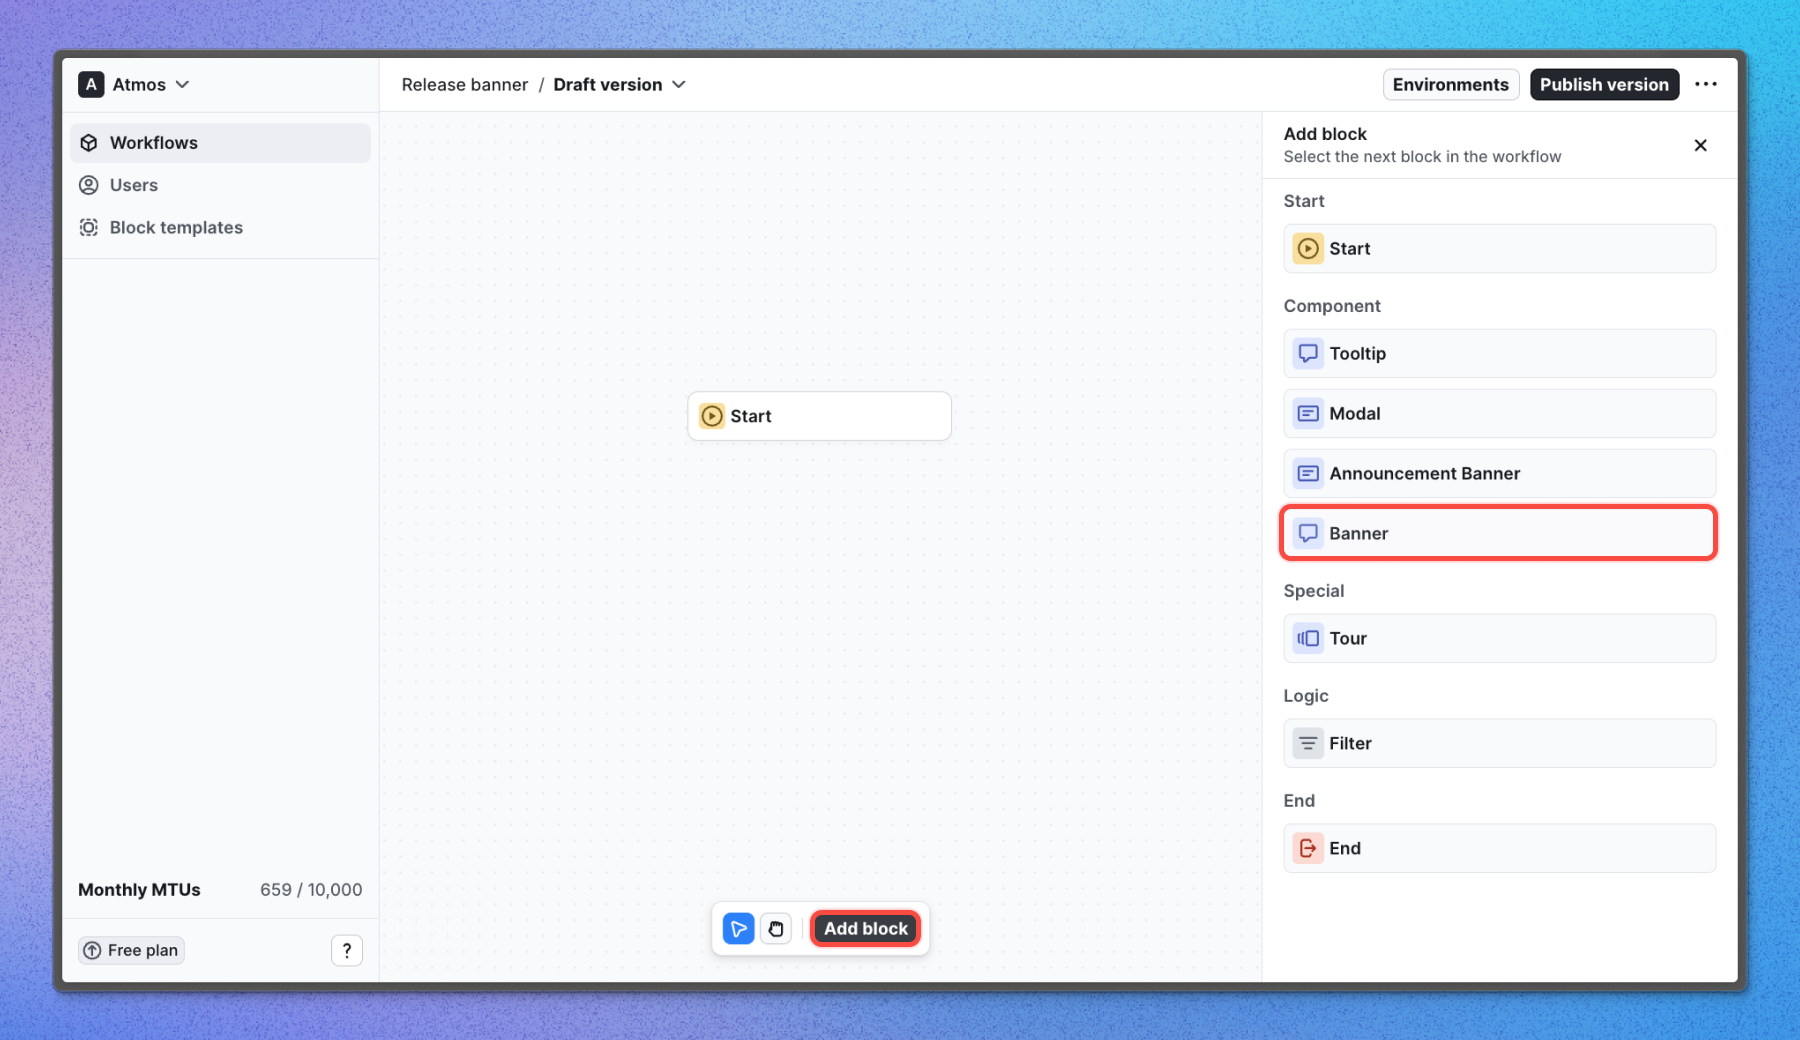 A Atmos
Release banner / Draft version
Environments
Publish version
Workflows
Users
Block templates
Start
Add block
Add block
Select the next block in the workflow
Start
Start
Component
Tooltip
Modal
Announcement Banner
Banner
Special
Tour
Logic
Filter
End
End
Monthly MTUs 659 / 10,000
Free plan
?